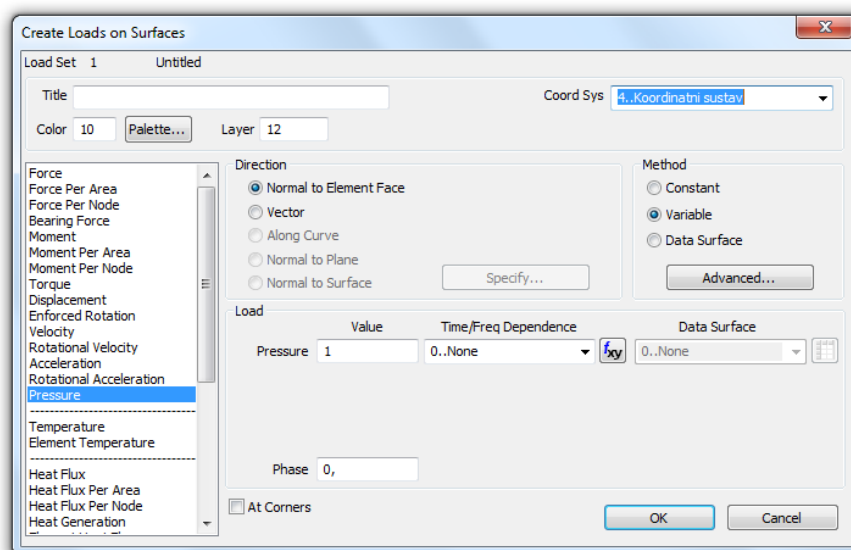 Create Loads on Surfaces
Load Set 1 Untitled
Title
Coord Sys 4..Koordinatni sustav
Color 10 Palette... Layer 12
Force
Force Per Area
Force Per Node
Bearing Force
Moment
Moment Per Area
Moment Per Node
Torque
Displacement
Enforced Rotation
Velocity
Rotational Velocity
Acceleration
Rotational Acceleration
Pressure
Temperature
Element Temperature
Heat Flux
Heat Flux Per Area
Heat Flux Per Node
Heat Generation
Direction
Normal to Element Face
Vector
Along Curve
Normal to Plane
Normal to Surface
Specify...
Method
Constant
Variable
Data Surface
Advanced...
Load
Value Time/Freq Dependence Data Surface
Pressure 1 0..None fxy 0..None
Phase 0,
At Corners
OK Cancel